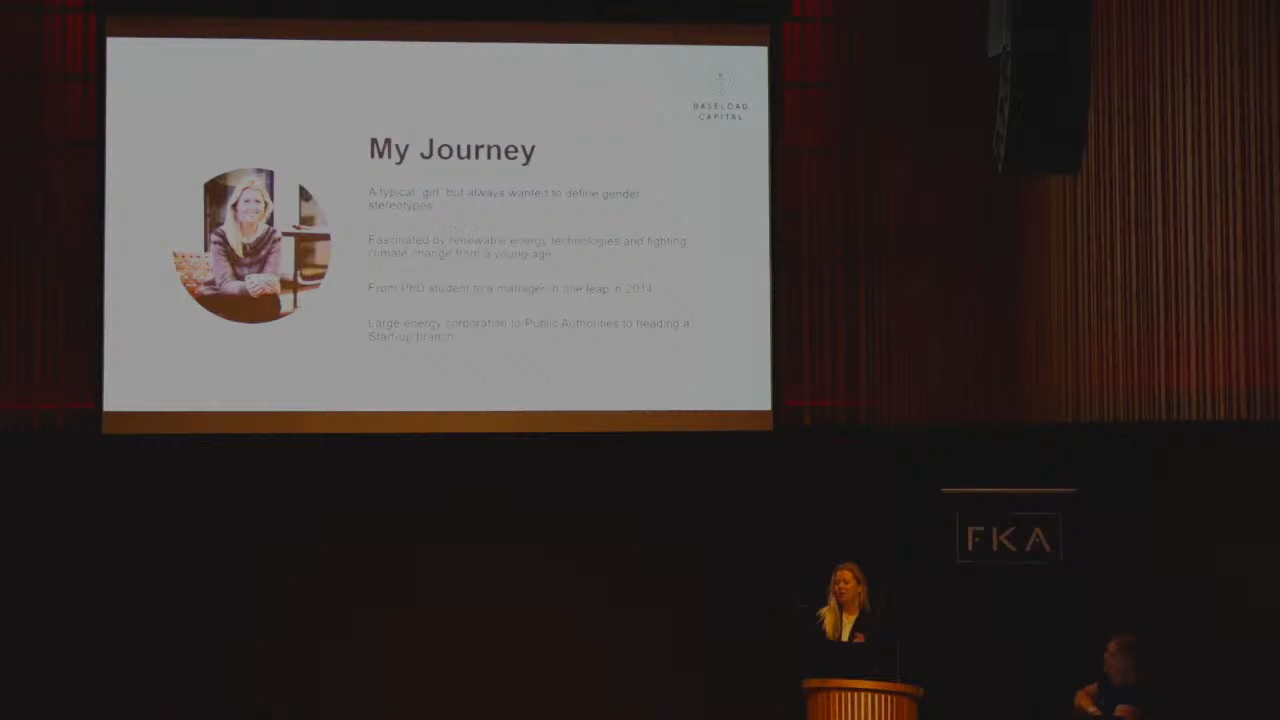 BASELOAD
CAPITAL
My Journey
A typical "girl" but always wanted to define gender
stereotypes
Fascinated by renewable energy technologies and fighting
climate change from a young age
From PhD student to a manager in one leap in 2014
Large energy corporation to Public Authorities to heading a
Start-up branch
FKA